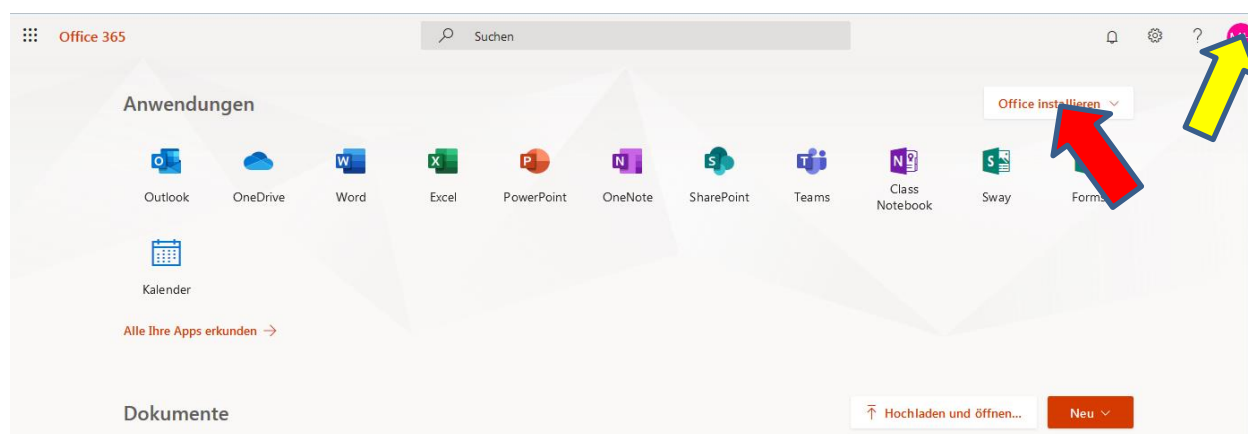 Office 365
Suchen
?
Anwendungen
Office installieren
Outlook
OneDrive
Word
Excel
PowerPoint
OneNote
SharePoint
Teams
Class
Notebook
Sway
Forms
Kalender
Alle Ihre Apps erkunden →
Dokumente
Hochladen und öffnen...
Neu